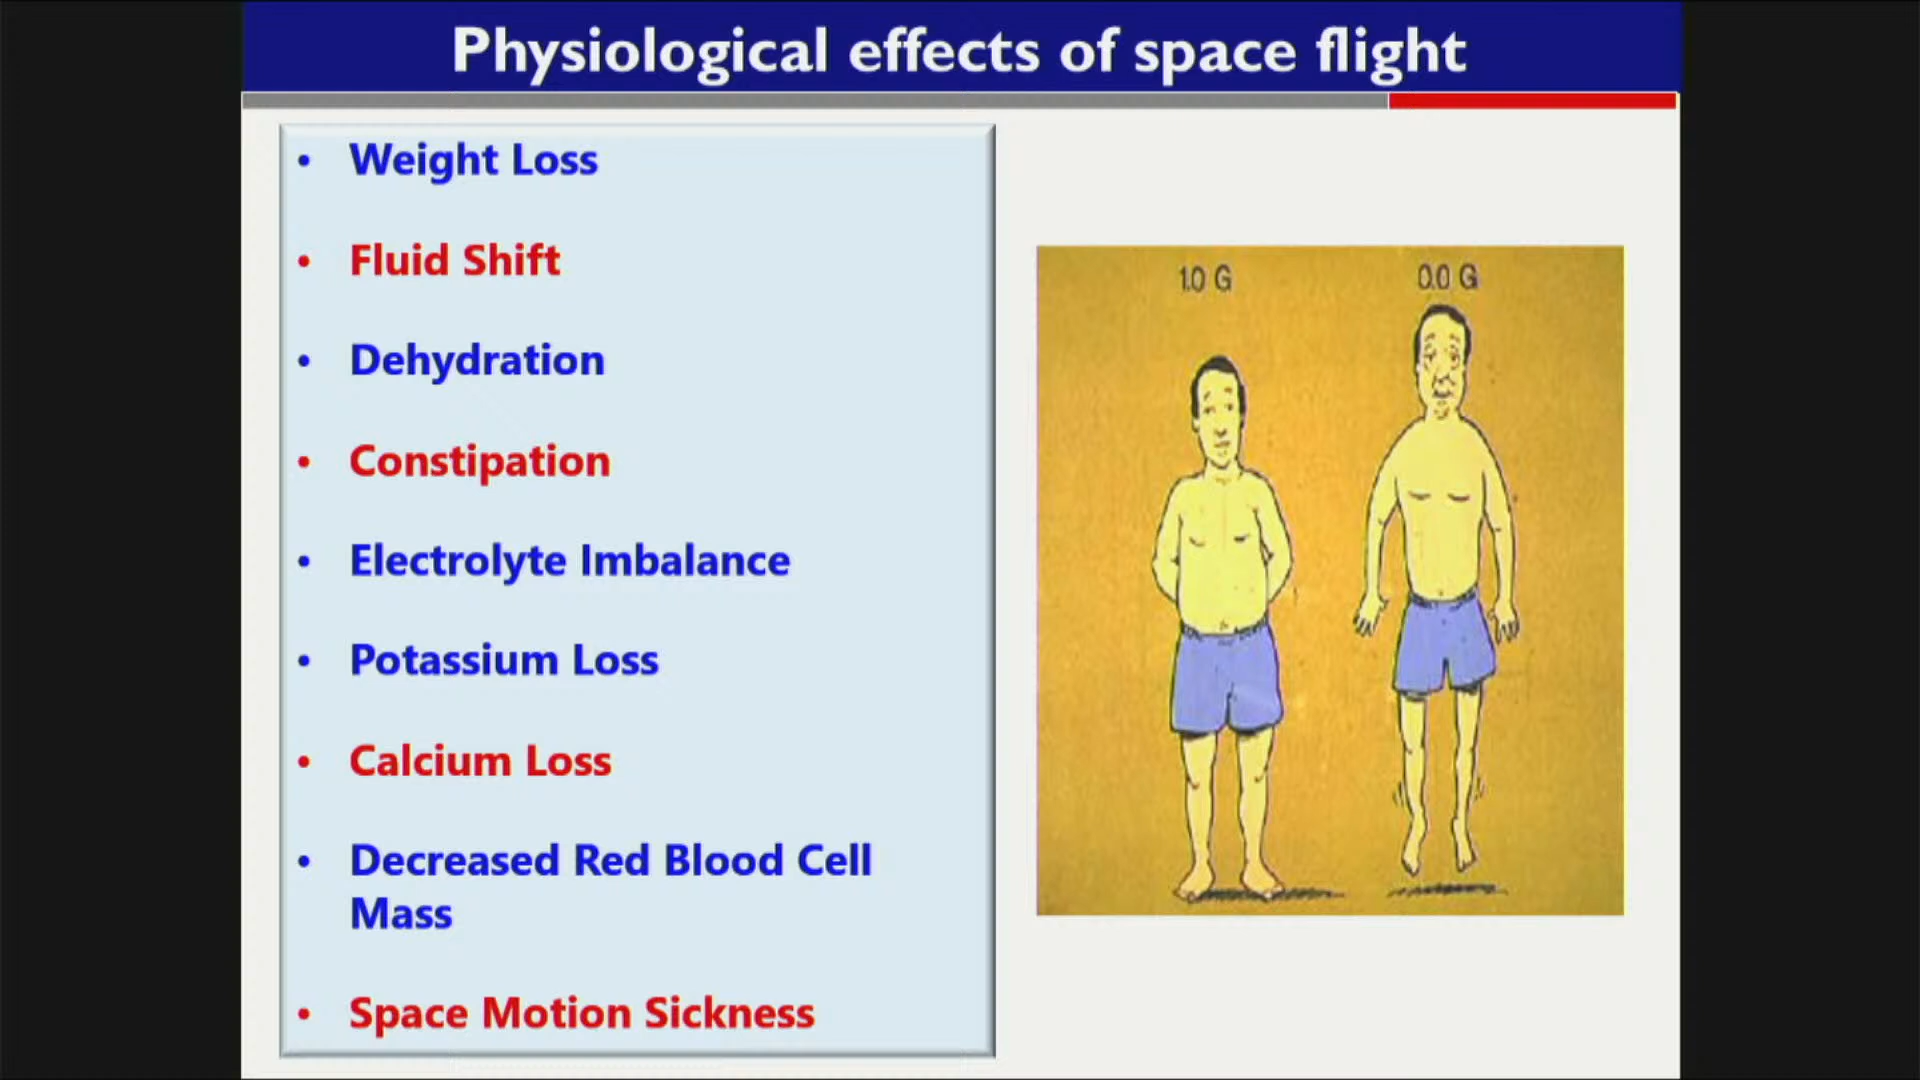 Physiological effects of space flight
• Weight Loss
• Fluid Shift
• Dehydration
• Constipation
• Electrolyte Imbalance
• Potassium Loss
• Calcium Loss
• Decreased Red Blood Cell
Mass
• Space Motion Sickness
1.0 G
0.0 G